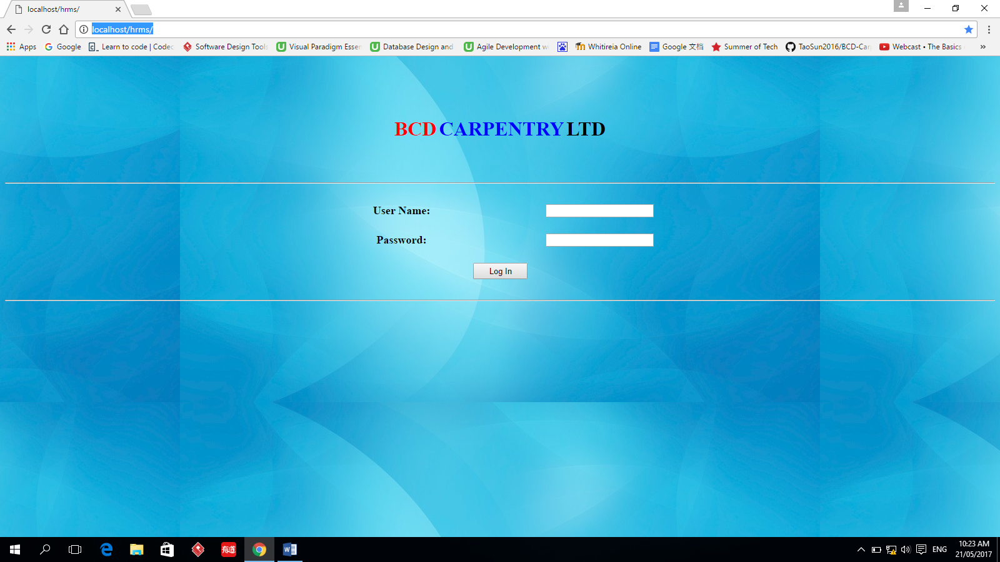 localhost/hrms/
localhost/hrms/
Apps Google Learn to code | Codec Software Design Tools Visual Paradigm Essen Database Design and Agile Development w Whitireia Online Google 文档 Summer of Tech TaoSun2016/BCD-Car Webcast • The Basics »
BCD CARPENTRY LTD
User Name:
Password:
Log In
有道
W
ENG
10:23 AM
21/05/2017